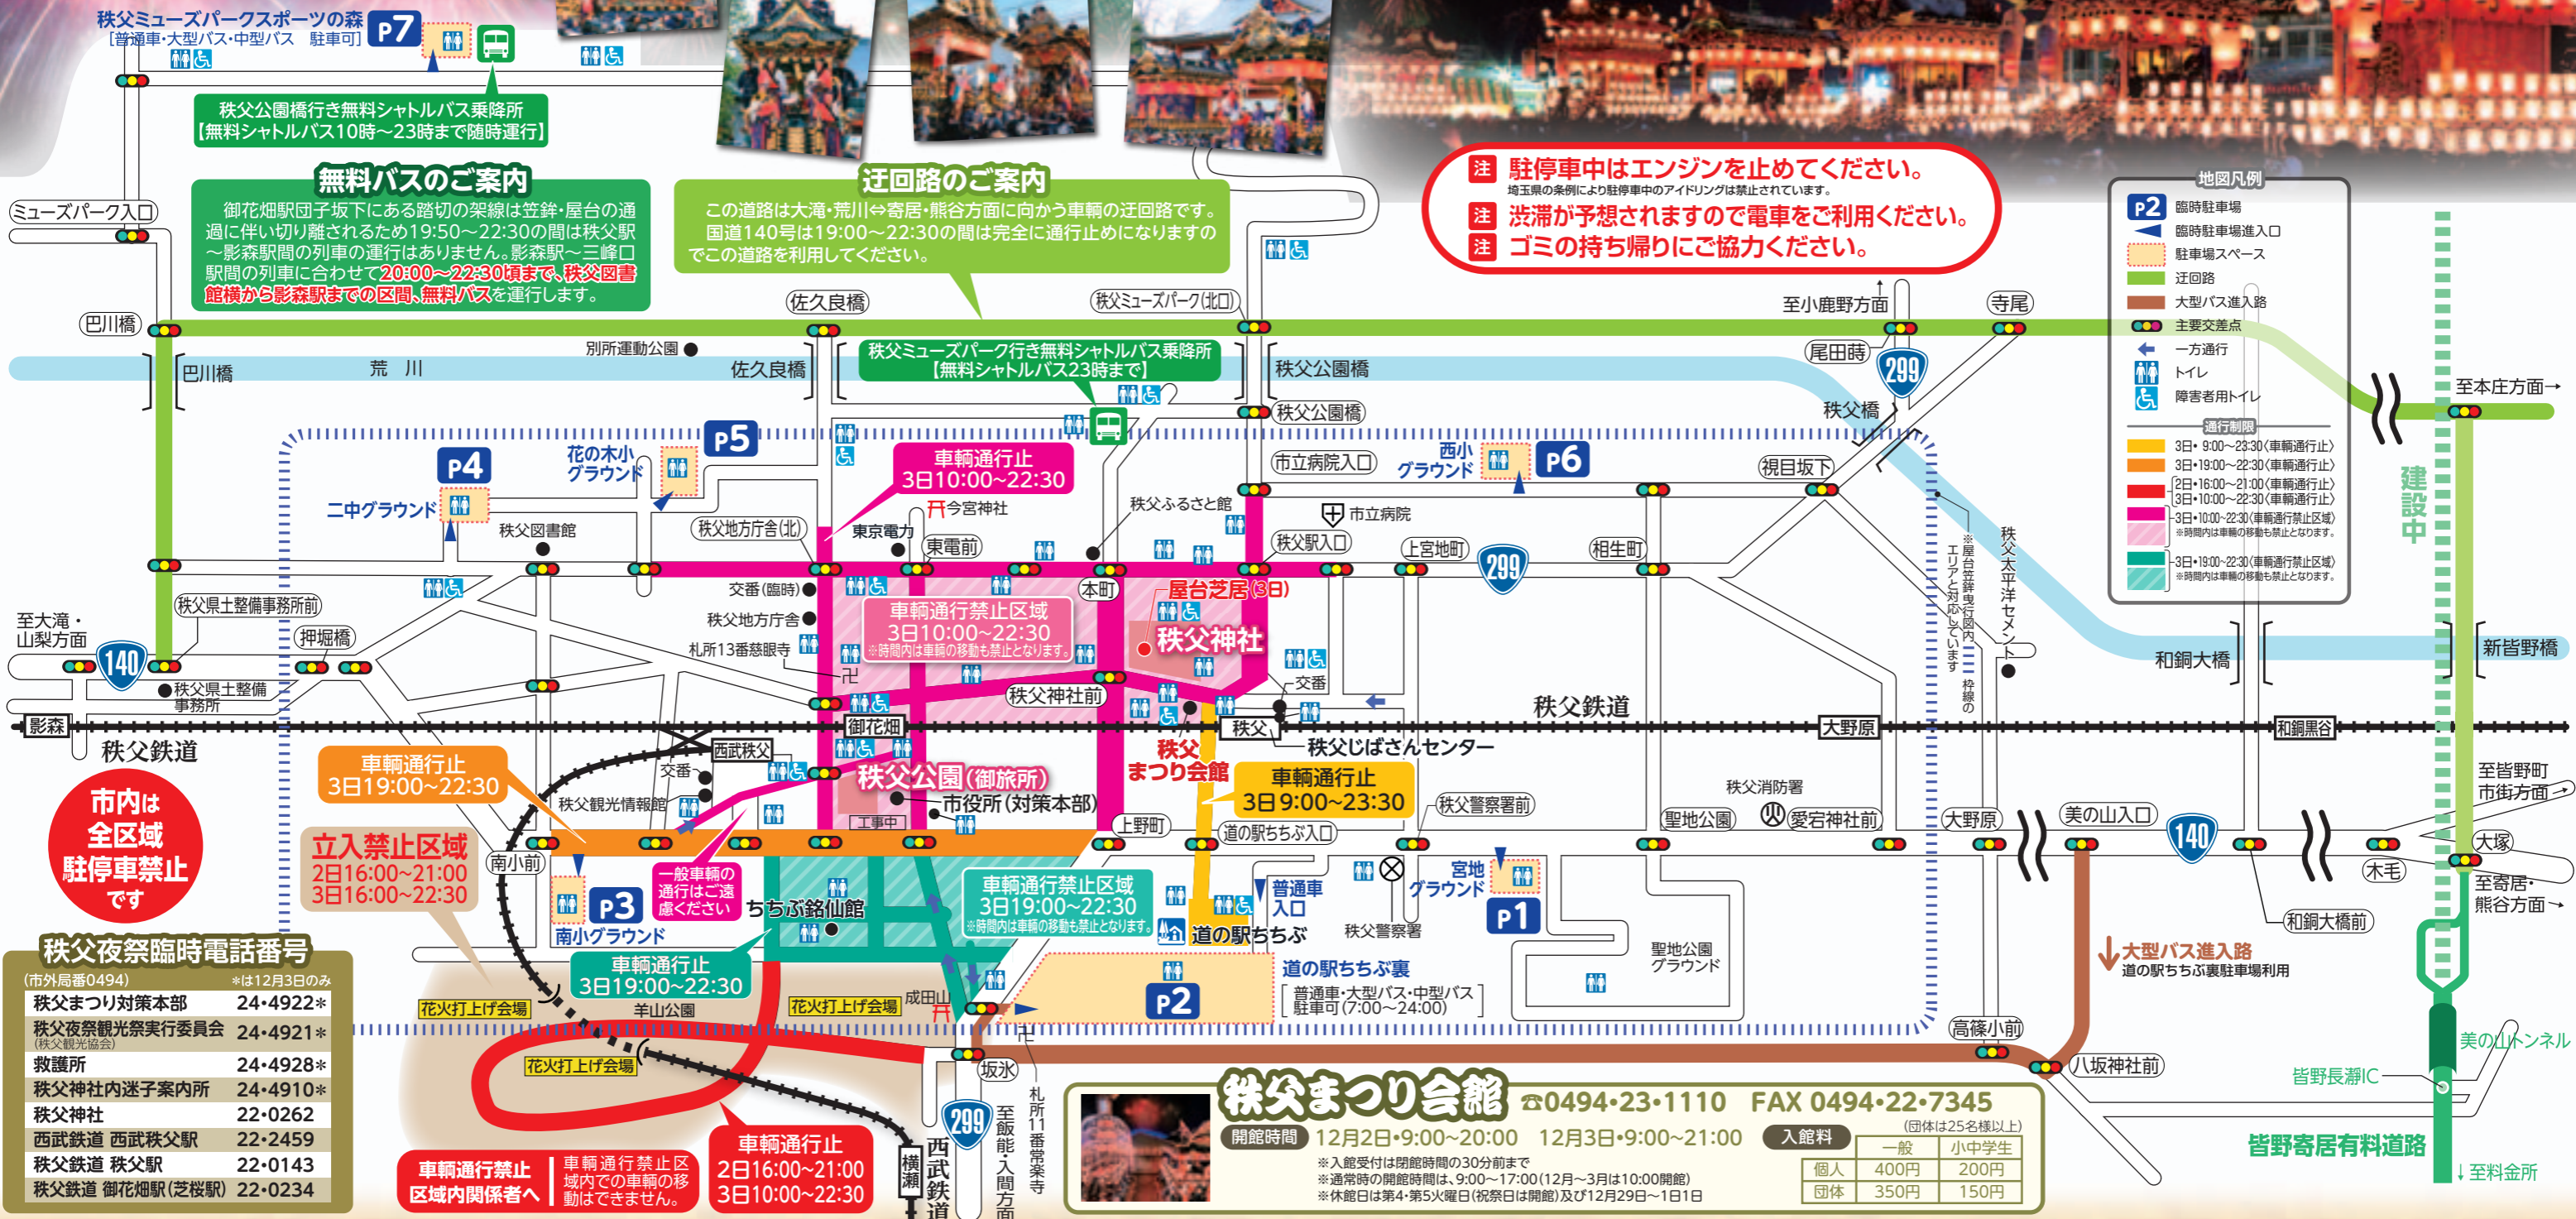 秩父ミューズパークスポーツの森
［普通車・大型バス・中型バス　駐車可］
P7
秩父公園橋行き無料シャトルバス乗降所
【無料シャトルバス10時～23時まで随時運行】
無料バスのご案内
御花畑駅団子坂下にある踏切の架線は笠鉾・屋台の通
過に伴い切り離されるため19:50～22:30の間は秩父駅
～影森駅間の列車の運行はありません。影森駅～三峰口
駅間の列車に合わせて20:00～22:30頃まで、秩父図書
館横から影森駅までの区間、無料バスを運行します。
迂回路のご案内
この道路は大滝・荒川⇔寄居・熊谷方面に向かう車輌の迂回路です。
国道140号は19:00～22:30の間は完全に通行止めになりますの
でこの道路を利用してください。
注 駐停車中はエンジンを止めてください。
埼玉県の条例により駐停車中のアイドリングは禁止されています。
注 渋滞が予想されますので電車をご利用ください。
注 ゴミの持ち帰りにご協力ください。
地図凡例
P2 臨時駐車場
臨時駐車場進入口
駐車場スペース
迂回路
大型バス進入路
主要交差点
一方通行
トイレ
障害者用トイレ
通行制限
3日・9:00～23:30〈車輌通行止〉
3日・19:00～22:30〈車輌通行止〉
2日・16:00～21:00〈車輌通行止〉
3日・10:00～22:30〈車輌通行止〉
3日・10:00～22:30〈車輌通行禁止区域〉
※時間内は車輌の移動も禁止となります。
3日・19:00～22:30〈車輌通行禁止区域〉
※時間内は車輌の移動も禁止となります。
ミューズパーク入口
巴川橋
佐久良橋
秩父ミューズパーク（北口）
至小鹿野方面
寺尾
尾田蒔
299
巴川橋
荒　川
別所運動公園
佐久良橋
秩父ミューズパーク行き無料シャトルバス乗降所
【無料シャトルバス23時まで】
秩父公園橋
秩父公園橋
秩父橋
至本庄方面→
建設中
P4
二中グラウンド
花の木小
グラウンド
P5
車輌通行止
3日10:00～22:30
西小
グラウンド
P6
市立病院入口
視目坂下
秩父図書館
秩父地方庁舎（北）
東京電力
今宮神社
東電前
秩父ふるさと館
市立病院
秩父駅入口
上宮地町
299
相生町
※屋台笠鉾曳行図内 枠線の
エリアと対応しています
秩父太平洋セメント
至大滝・
山梨方面
140
秩父県土整備事務所前
押堀橋
秩父県土整備
事務所
交番（臨時）
秩父地方庁舎
札所13番慈眼寺
車輌通行禁止区域
3日10:00～22:30
※時間内は車輌の移動も禁止となります。
本町
屋台芝居（3日）
秩父神社
秩父神社前
交番
和銅大橋
新皆野橋
影森
秩父鉄道
御花畑
秩父
秩父鉄道
大野原
和銅黒谷
西武秩父
交番
秩父観光情報館
秩父公園（御旅所）
市役所（対策本部）
工事中
秩父
まつり会館
秩父じばさんセンター
車輌通行止
3日9:00～23:30
車輌通行止
3日19:00～22:30
市内は
全区域
駐停車禁止
です
立入禁止区域
2日16:00～21:00
3日16:00～22:30
南小前
P3
南小グラウンド
一般車輌の
通行はご遠
慮ください
ちちぶ銘仙館
車輌通行止
3日19:00～22:30
車輌通行禁止区域
3日19:00～22:30
※時間内は車輌の移動も禁止となります。
上野町
道の駅ちちぶ入口
秩父警察署前
普通車
入口
道の駅ちちぶ
秩父警察署
宮地
グラウンド
P1
聖地公園
秩父消防署
愛宕神社前
聖地公園
グラウンド
大野原
美の山入口
140
木毛
大塚
至皆野町
市街方面→
至寄居・
熊谷方面→
和銅大橋前
大型バス進入路
道の駅ちちぶ裏駐車場利用
P2
道の駅ちちぶ裏
［普通車・大型バス・中型バス
駐車可（7:00～24:00）］
花火打上げ会場
羊山公園
花火打上げ会場
成田山
花火打上げ会場
坂氷
高篠小前
八坂神社前
美の山トンネル
皆野長瀞IC
皆野寄居有料道路
↓至料金所
299
至飯能・入間方面
札所11番常楽寺
横瀬
西武鉄道
車輌通行禁止
区域内関係者へ
車輌通行禁止区
域内での車輌の移
動はできません。
車輌通行止
2日16:00～21:00
3日10:00～22:30
秩父夜祭臨時電話番号
（市外局番0494）　＊は12月3日のみ
秩父まつり対策本部 24・4922＊
秩父夜祭観光祭実行委員会 24・4921＊
（秩父観光協会）
救護所 24・4928＊
秩父神社内迷子案内所 24・4910＊
秩父神社 22・0262
西武鉄道 西武秩父駅 22・2459
秩父鉄道 秩父駅 22・0143
秩父鉄道 御花畑駅（芝桜駅） 22・0234
秩父まつり会館 ☎0494・23・1110　FAX 0494・22・7345
開館時間 12月2日・9:00～20:00　12月3日・9:00～21:00
※入館受付は閉館時間の30分前まで
※通常時の開館時間は、9:00～17:00（12月～3月は10:00開館）
※休館日は第4・第5火曜日（祝祭日は開館）及び12月29日～1日1日
入館料
（団体は25名様以上）
一般 小中学生
個人 400円 200円
団体 350円 150円